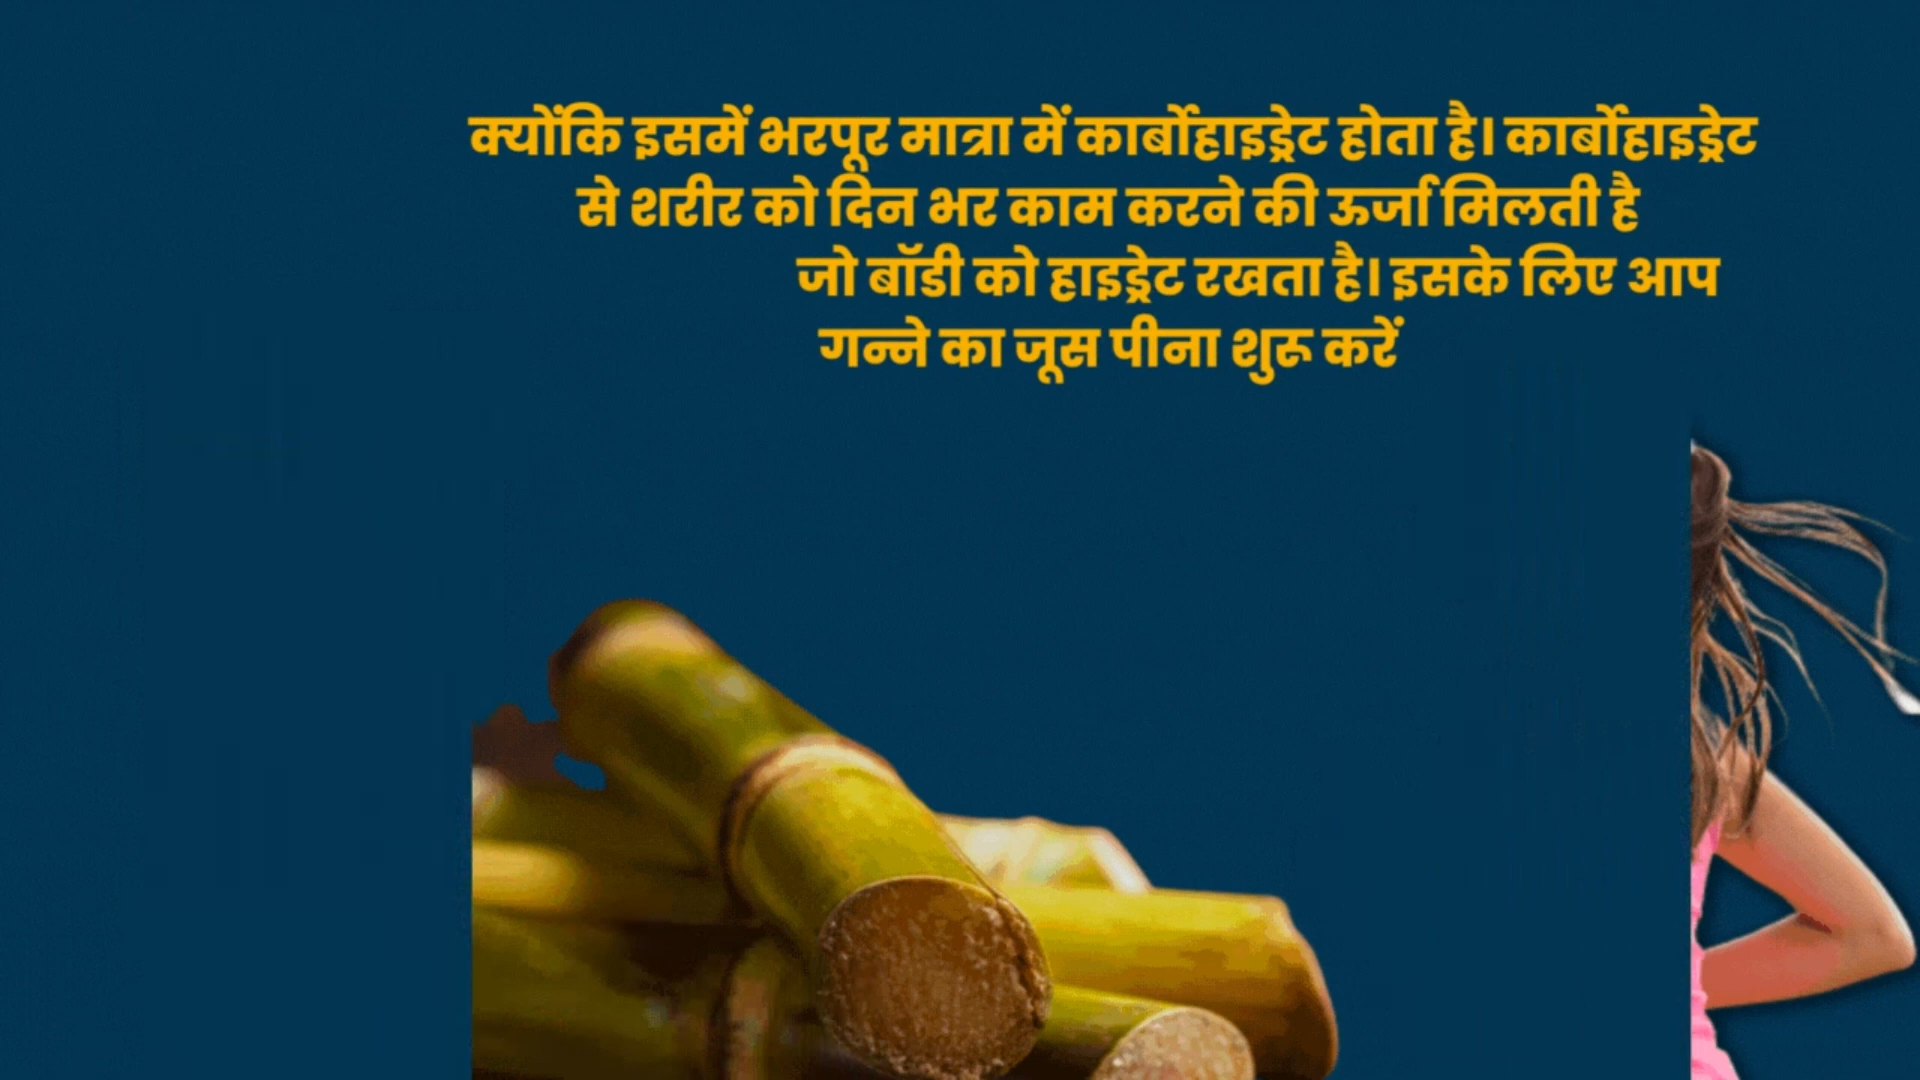 क्योंकि इसमें भरपूर मात्रा में कार्बोहाइड्रेट होता है। कार्बोहाइड्रेट
से शरीर को दिन भर काम करने की ऊर्जा मिलती है
जो बॉडी को हाइड्रेट रखता है। इसके लिए आप
गन्ने का जूस पीना शुरू करें